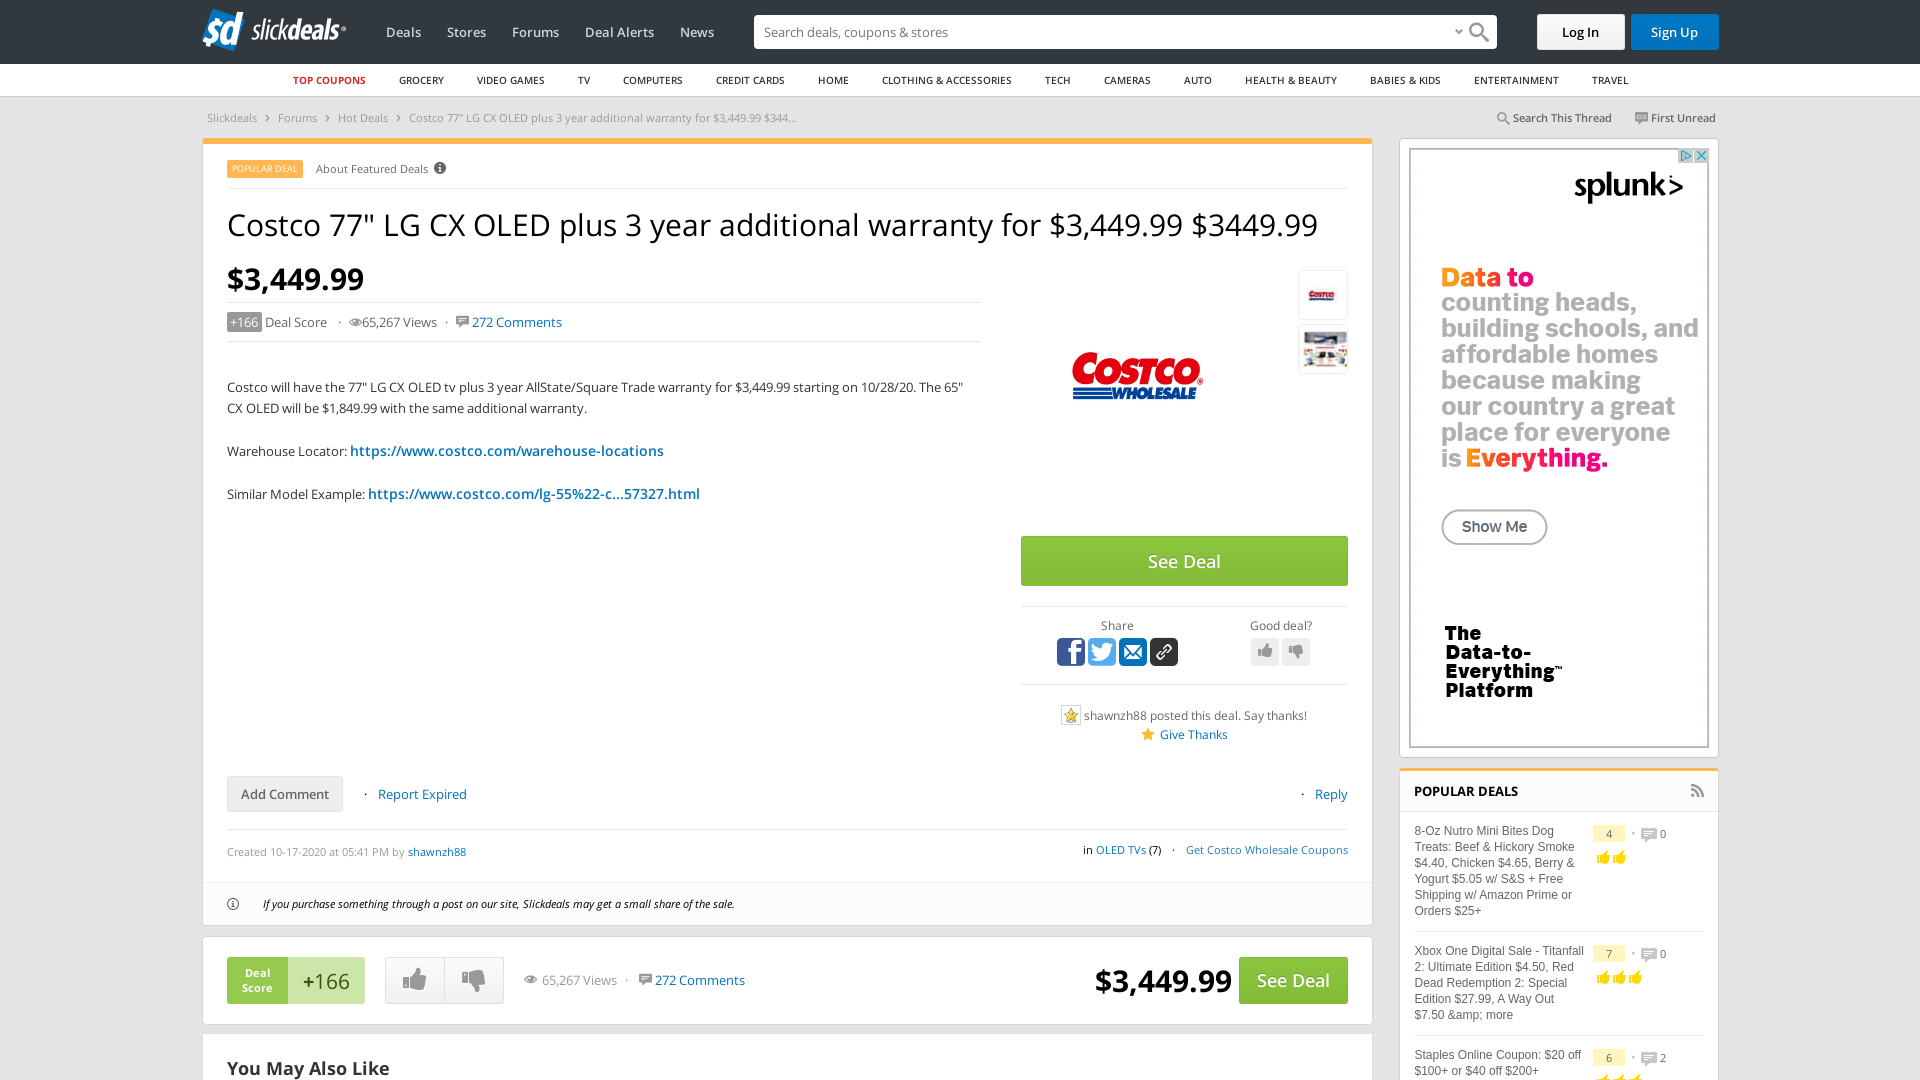 sd slickdeals
Deals Stores Forums Deal Alerts News
Search deals, coupons & stores
Log In
Sign Up
TOP COUPONS GROCERY VIDEO GAMES TV COMPUTERS CREDIT CARDS HOME CLOTHING & ACCESSORIES TECH CAMERAS AUTO HEALTH & BEAUTY BABIES & KIDS ENTERTAINMENT TRAVEL
Slickdeals > Forums > Hot Deals > Costco 77" LG CX OLED plus 3 year additional warranty for $3,449.99 $344...
Search This Thread
First Unread
POPULAR DEAL
About Featured Deals
Costco 77" LG CX OLED plus 3 year additional warranty for $3,449.99 $3449.99
$3,449.99
+166 Deal Score · 65,267 Views · 272 Comments
Costco will have the 77" LG CX OLED tv plus 3 year AllState/Square Trade warranty for $3,449.99 starting on 10/28/20. The 65"
CX OLED will be $1,849.99 with the same additional warranty.
Warehouse Locator: https://www.costco.com/warehouse-locations
Similar Model Example: https://www.costco.com/lg-55%22-c...57327.html
COSTCO
WHOLESALE
COSTCO
WHOLESALE
See Deal
Share
Good deal?
shawnzh88 posted this deal. Say thanks!
Give Thanks
Add Comment · Report Expired
· Reply
Created 10-17-2020 at 05:41 PM by shawnzh88
in OLED TVs (7) · Get Costco Wholesale Coupons
If you purchase something through a post on our site, Slickdeals may get a small share of the sale.
Deal
Score
+166
65,267 Views · 272 Comments
$3,449.99
See Deal
You May Also Like
splunk>
Data to
counting heads,
building schools, and
affordable homes
because making
our country a great
place for everyone
is Everything.
Show Me
The
Data-to-
Everything™
Platform
POPULAR DEALS
8-Oz Nutro Mini Bites Dog
Treats: Beef & Hickory Smoke
$4.40, Chicken $4.65, Berry &
Yogurt $5.05 w/ S&S + Free
Shipping w/ Amazon Prime or
Orders $25+
4 • 0
Xbox One Digital Sale - Titanfall
2: Ultimate Edition $4.50, Red
Dead Redemption 2: Special
Edition $27.99, A Way Out
$7.50 &amp; more
7 • 0
Staples Online Coupon: $20 off
$100+ or $40 off $200+
6 • 2